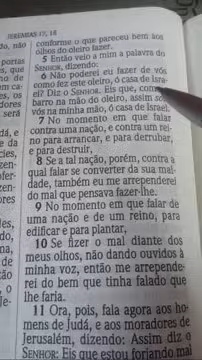 JEREMIAS 17, 18
conforme o que pareceu bem aos
olhos do oleiro fazer.
5 Então veio a mim a palavra do
SENHOR, dizendo:
6 Não poderei eu fazer de vós
como fez este oleiro, ó casa de Isra-
el? Diz o SENHOR. Eis que, como
barro na mão do oleiro, assim so
vós na minha mão, ó casa de Israel.
7 No momento em que falar
contra uma nação, e contra um rei-
no para arrancar, e para derrubar,
e para destruir,
8 Se a tal nação, porém, contra a
qual falar se converter da sua mal-
dade, também eu me arrependerei
do mal que pensava fazer-lhe.
9 No momento em que falar de
uma nação e de um reino, para
edificar e para plantar,
10 Se fizer o mal diante dos
meus olhos, não dando ouvidos à
minha voz, então me arrepende-
rei do bem que tinha falado que
lhe faria.
11 Ora, pois, fala agora aos ho-
mens de Judá, e aos moradores de
Jerusalém, dizendo: Assim diz o
SENHOR: Eis que estou forjando mal